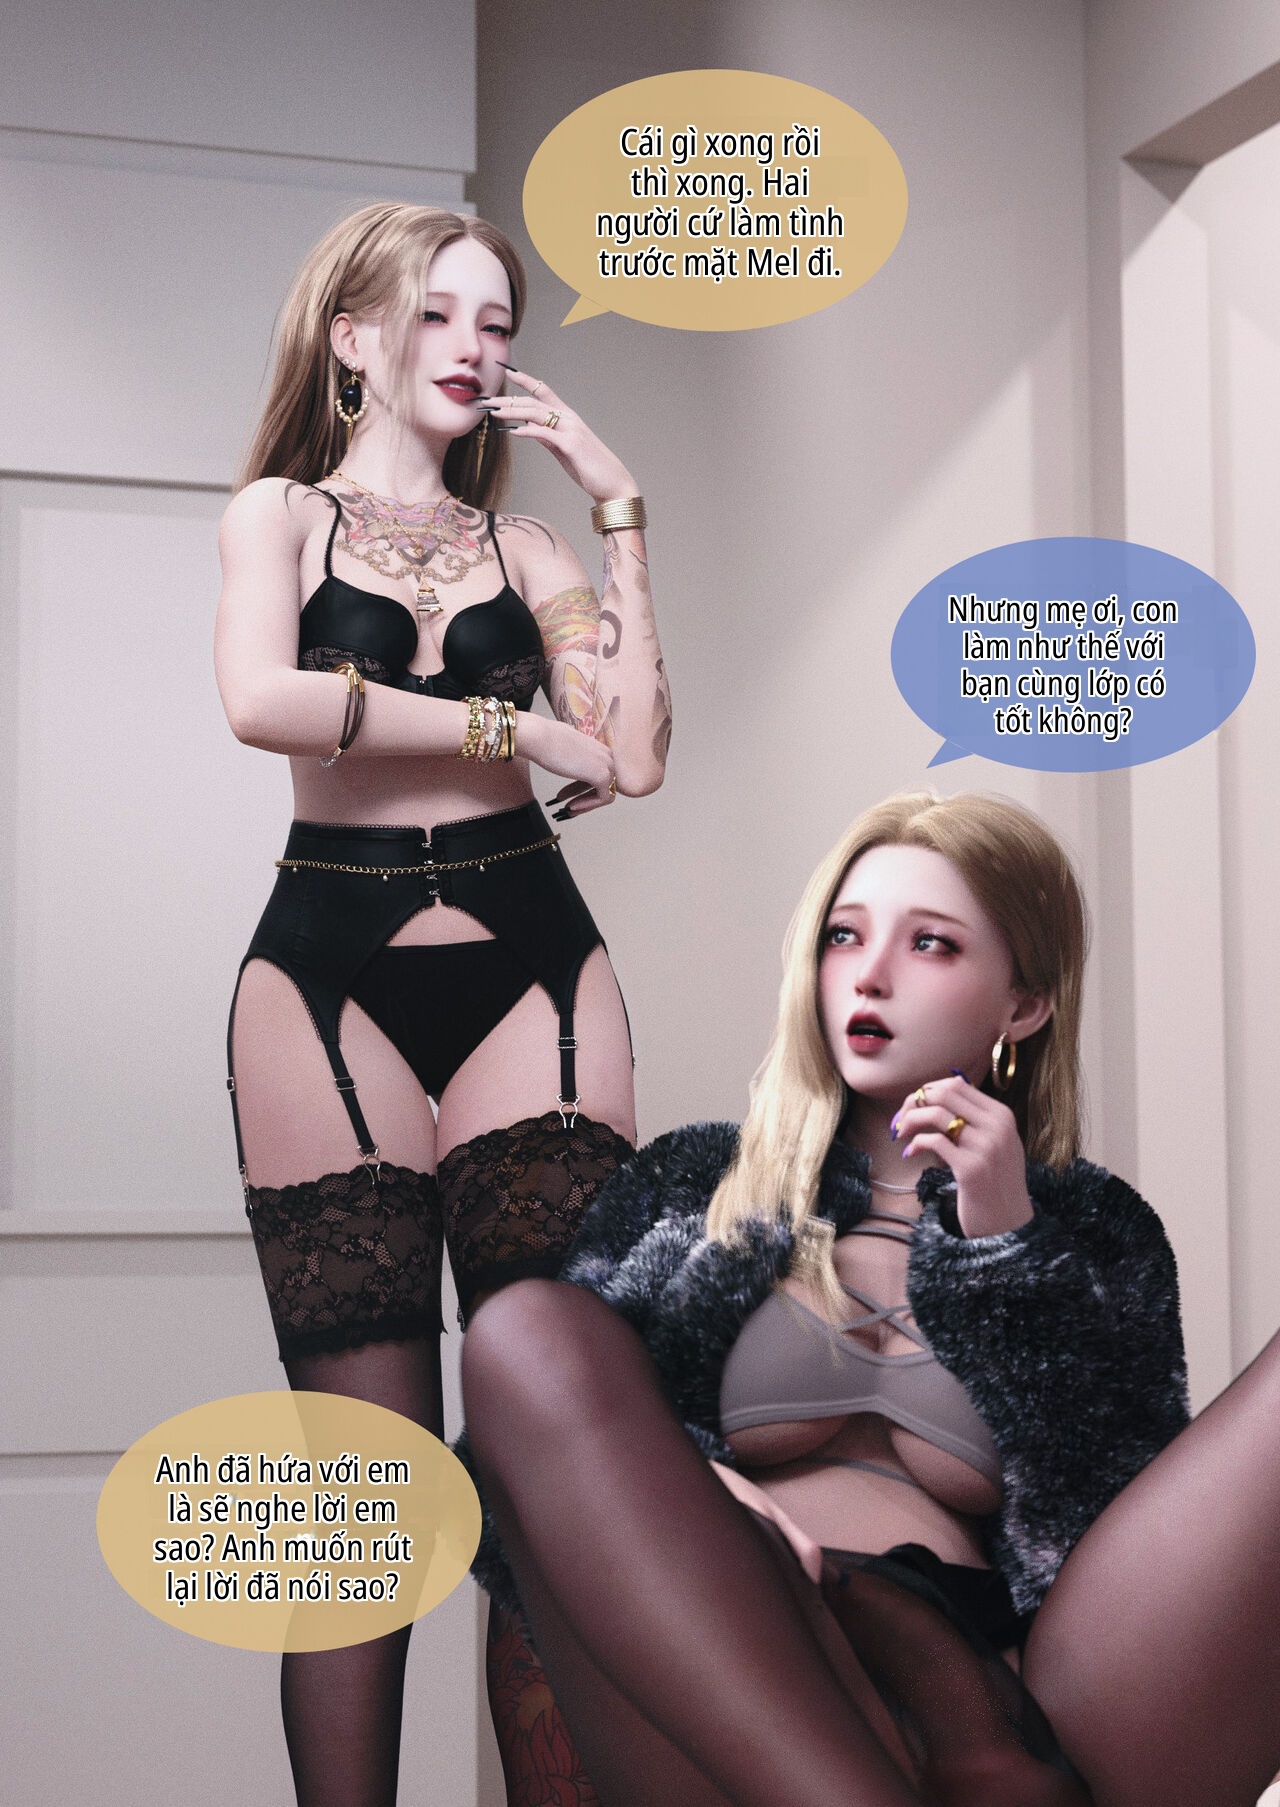 Cái gì xong rồi
thì xong. Hai
người cứ làm tình
trước mặt Mel đi.
Nhưng mẹ ơi, con
làm như thế với
bạn cùng lớp có
tốt không?
Anh đã hứa với em
là sẽ nghe lời em
sao? Anh muốn rút
lại lời đã nói sao?